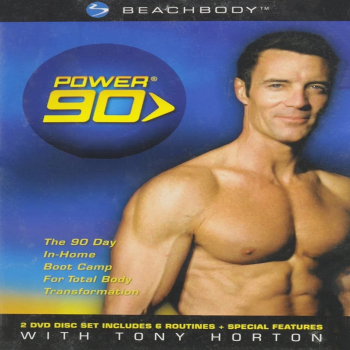 BEACHBODY™
POWER®
90>
The 90 Day
In-Home
Boot Camp
For Total Body
Transformation
2 DVD DISC SET INCLUDES 6 ROUTINES + SPECIAL FEATURES
WITH TONY HORTON